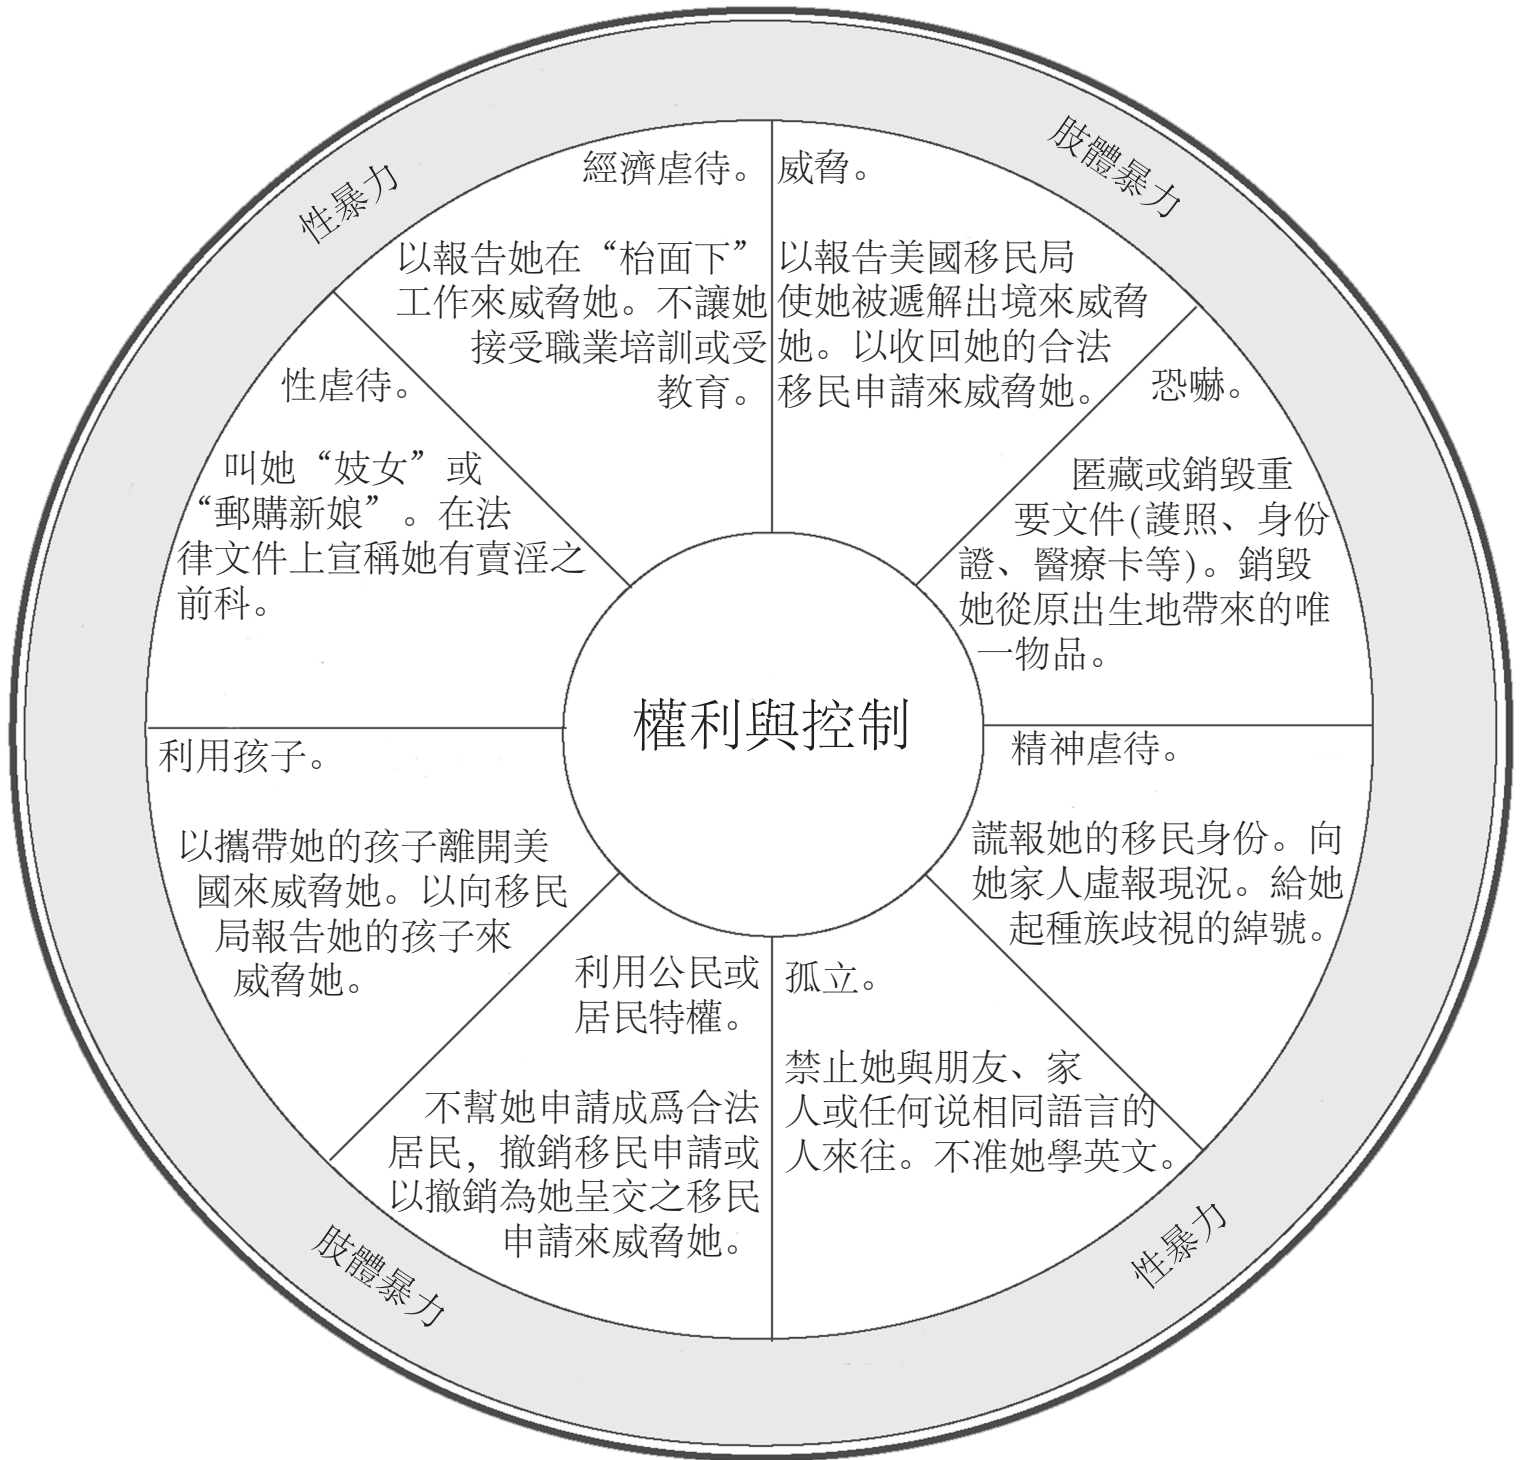 性暴力
肢體暴力
經濟虐待。
以報告她在“枱面下”
工作來威脅她。不讓她
接受職業培訓或受
教育。
威脅。
以報告美國移民局
使她被遞解出境來威脅
她。以收回她的合法
移民申請來威脅她。
恐嚇。
匿藏或銷毀重
要文件(護照、身份
證、醫療卡等)。銷毀
她從原出生地帶來的唯
一物品。
性虐待。
叫她“妓女”或
“郵購新娘”。在法
律文件上宣稱她有賣淫之
前科。
權利與控制
精神虐待。
謊報她的移民身份。向
她家人虛報現況。給她
起種族歧視的綽號。
利用孩子。
以攜帶她的孩子離開美
國來威脅她。以向移民
局報告她的孩子來
威脅她。
利用公民或
居民特權。
不幫她申請成爲合法
居民，撤銷移民申請或
以撤銷為她呈交之移民
申請來威脅她。
孤立。
禁止她與朋友、家
人或任何说相同語言的
人來往。不准她學英文。
肢體暴力
性暴力